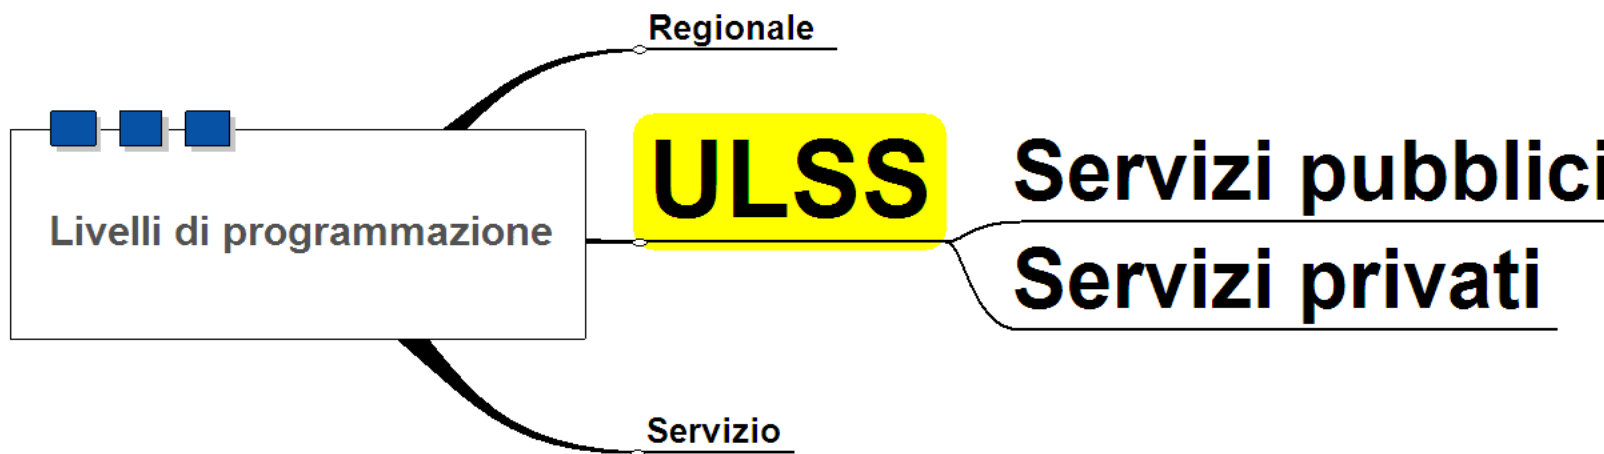 Regionale
Livelli di programmazione
ULSS
Servizi pubblici
Servizi privati
Servizio